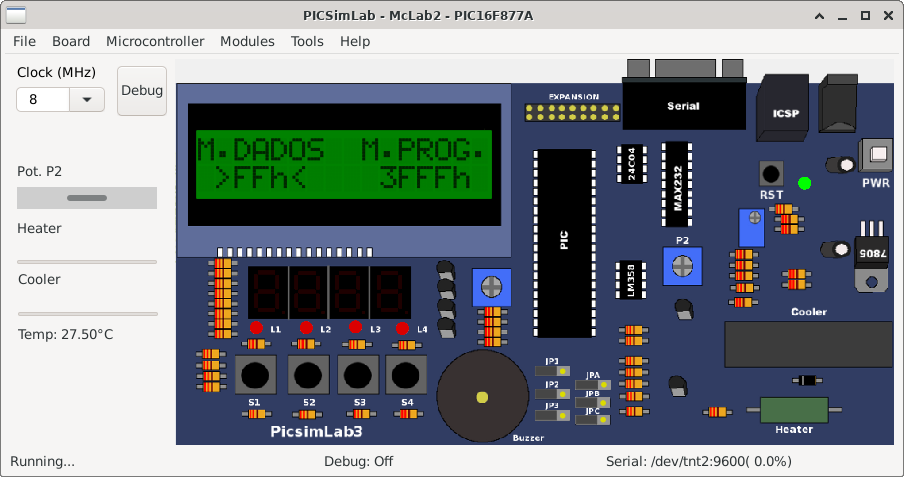 PICSimLab - McLab2 - PIC16F877A
File Board Microcontroller Modules Tools Help
Clock (MHz)
8
Debug
Pot. P2
Heater
Cooler
Temp: 27.50°C
M.DADOS M.PROG.
>FFh< 3FFFh
EXPANSION
Serial
ICSP
24C04
MAX232
RST
PWR
PIC
P2
LM358
7805
Cooler
L1 L2 L3 L4
S1 S2 S3 S4
JP1
JP2
JP3
JPA
JPB
JPC
PicsimLab3
Buzzer
Heater
Running...
Debug: Off
Serial: /dev/tnt2:9600( 0.0%)